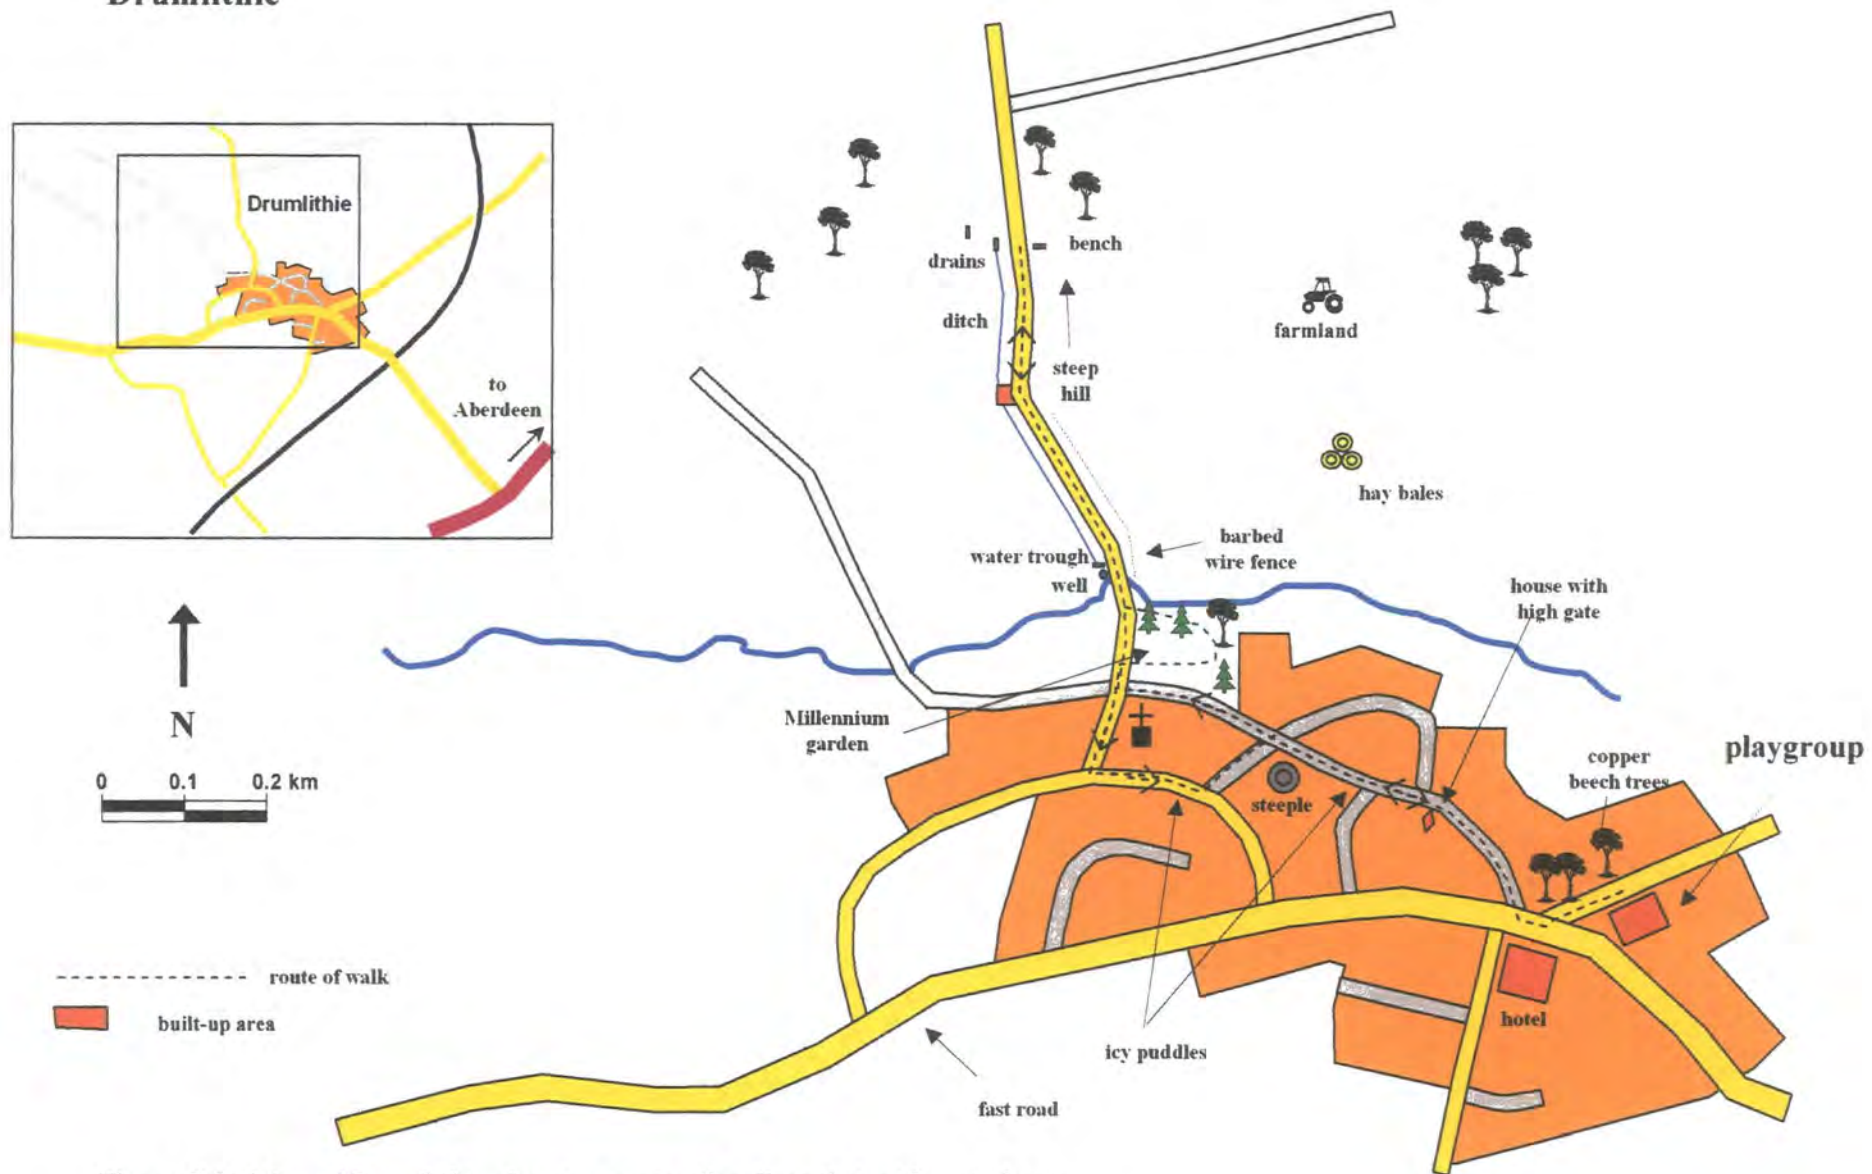 Drumlithie
to
Aberdeen
N
0 0.1 0.2 km
route of walk
built-up area
drains
bench
ditch
steep
hill
farmland
hay bales
barbed
wire fence
water trough
well
house with
high gate
Millennium
garden
steeple
copper
beech trees
playgroup
hotel
icy puddles
fast road